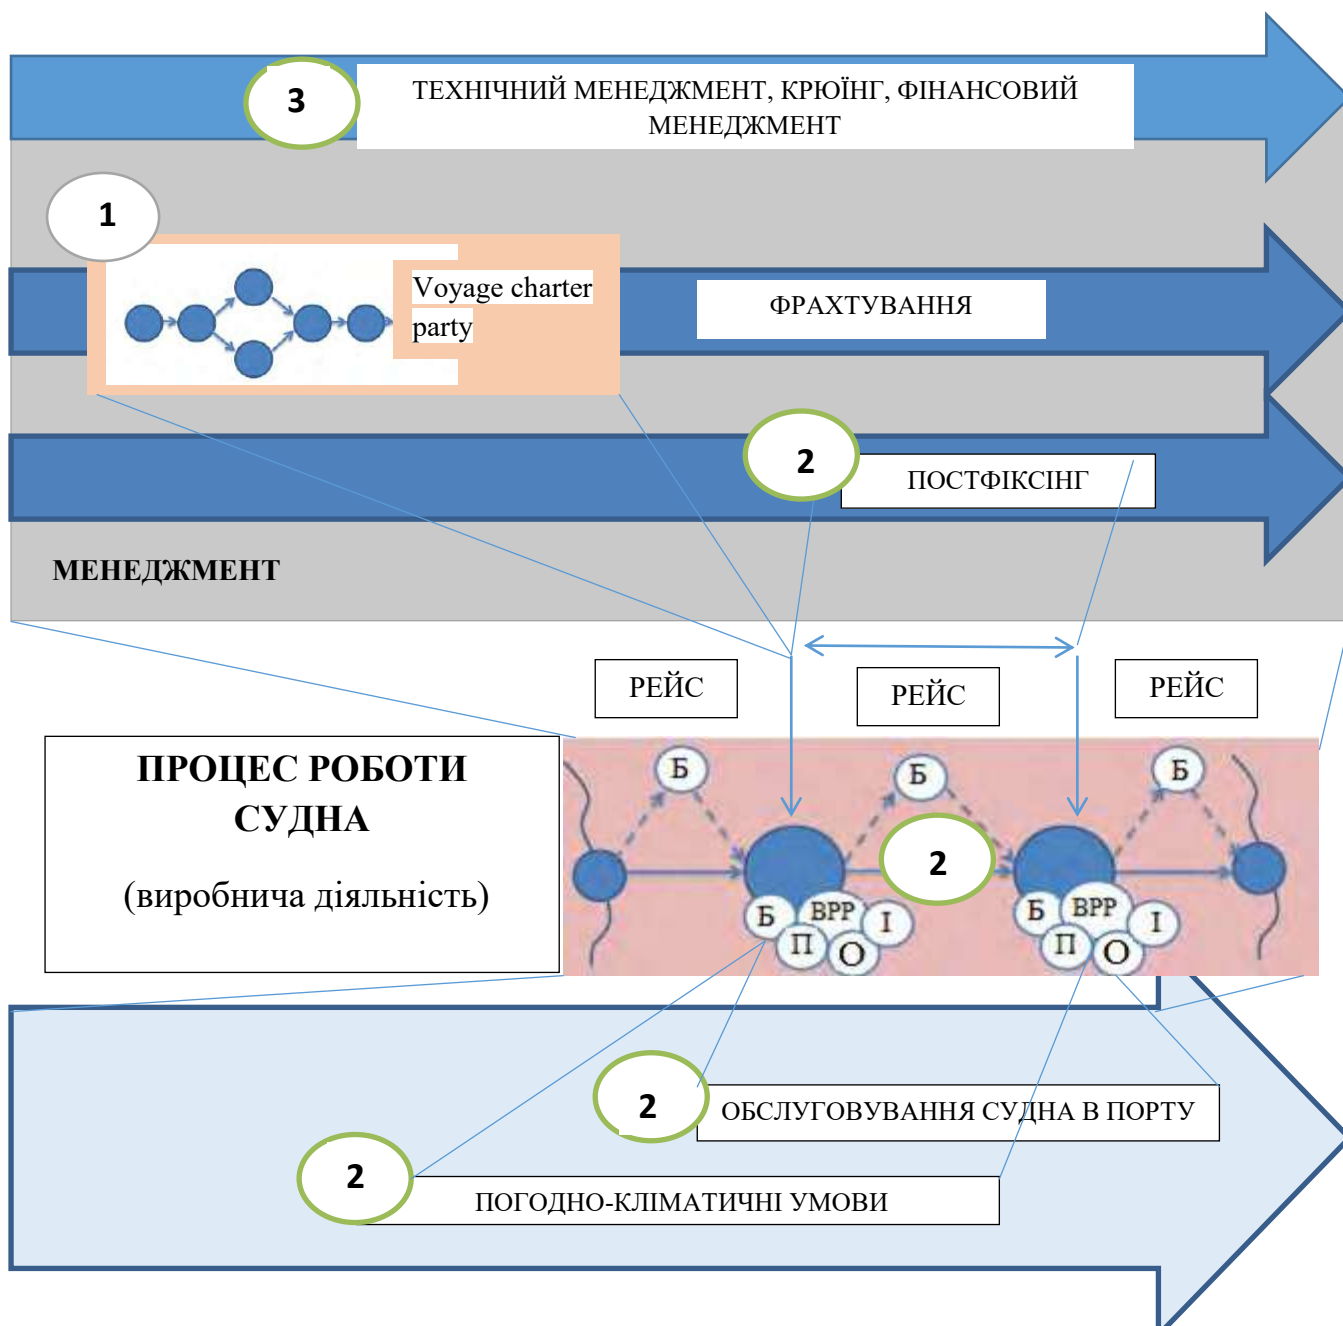 3
ТЕХНІЧНИЙ МЕНЕДЖМЕНТ, КРЮЇНГ, ФІНАНСОВИЙ
МЕНЕДЖМЕНТ
1
Voyage charter
party
ФРАХТУВАННЯ
2
ПОСТФІКСІНГ
МЕНЕДЖМЕНТ
РЕЙС
РЕЙС
РЕЙС
ПРОЦЕС РОБОТИ
СУДНА
(виробнича діяльність)
Б
Б
Б
2
Б
ВРР
І
П
О
Б
ВРР
І
П
О
2
ОБСЛУГОВУВАННЯ СУДНА В ПОРТУ
2
ПОГОДНО-КЛІМАТИЧНІ УМОВИ